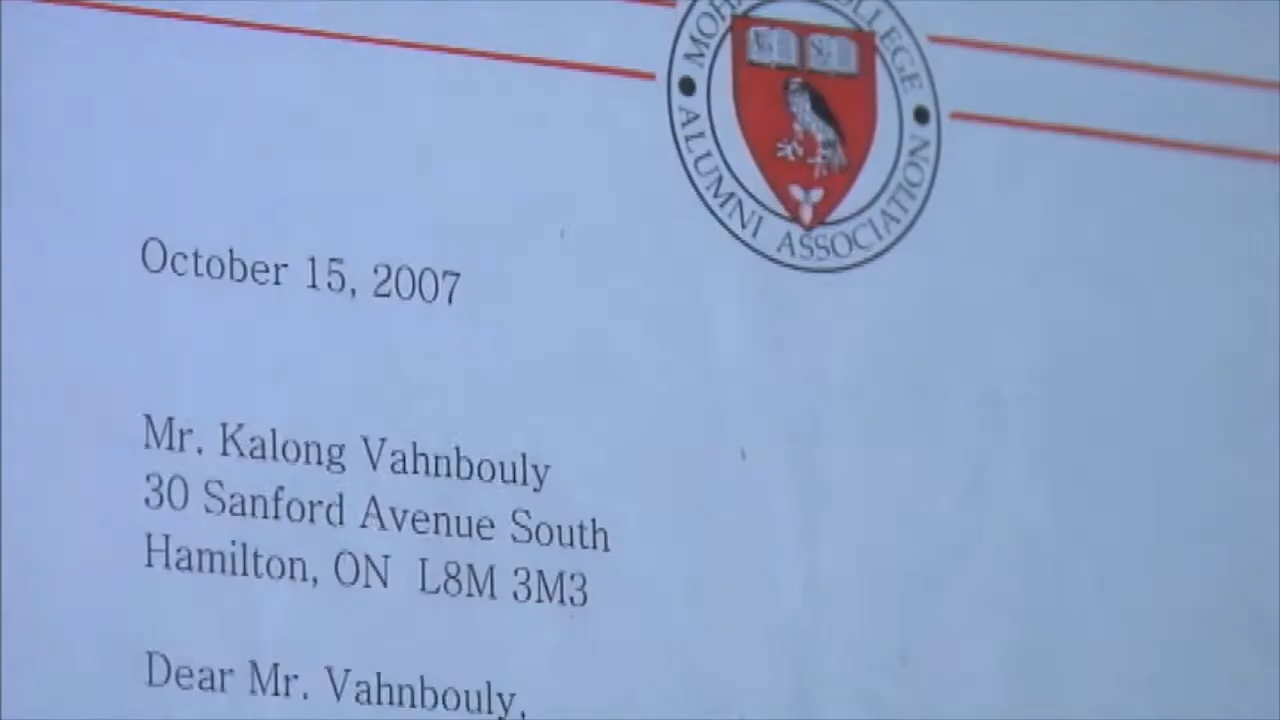 COLLEGE
ALUMNI ASSOCIATION
October 15, 2007
Mr. Kalong Vahnbouly
30 Sanford Avenue South
Hamilton, ON L8M 3M3
Dear Mr. Vahnbouly,